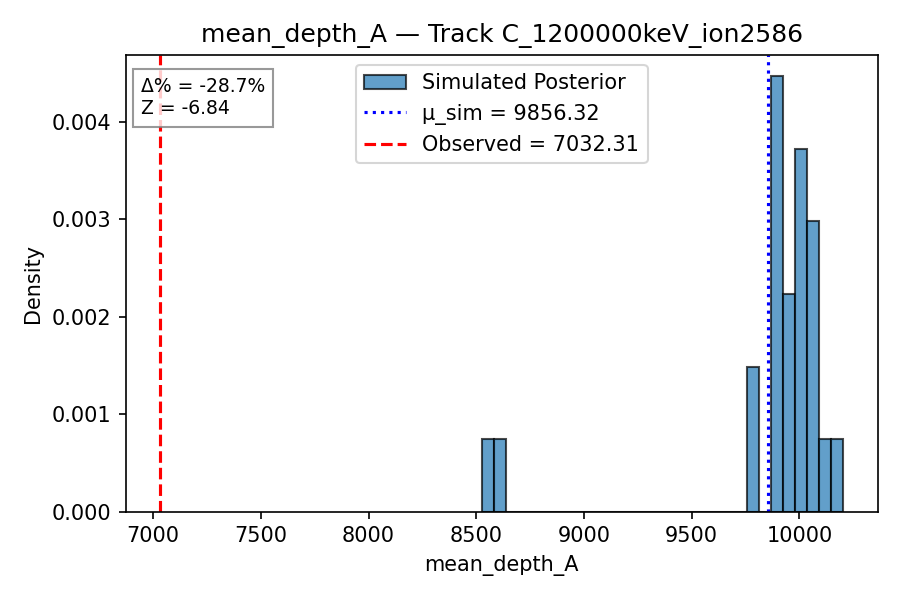 mean_depth_A — Track C_1200000keV_ion2586
Δ% = -28.7%
Z = -6.84
Simulated Posterior
μ_sim = 9856.32
Observed = 7032.31
Density
0.004
0.003
0.002
0.001
0.000
7000 7500 8000 8500 9000 9500 10000
mean_depth_A